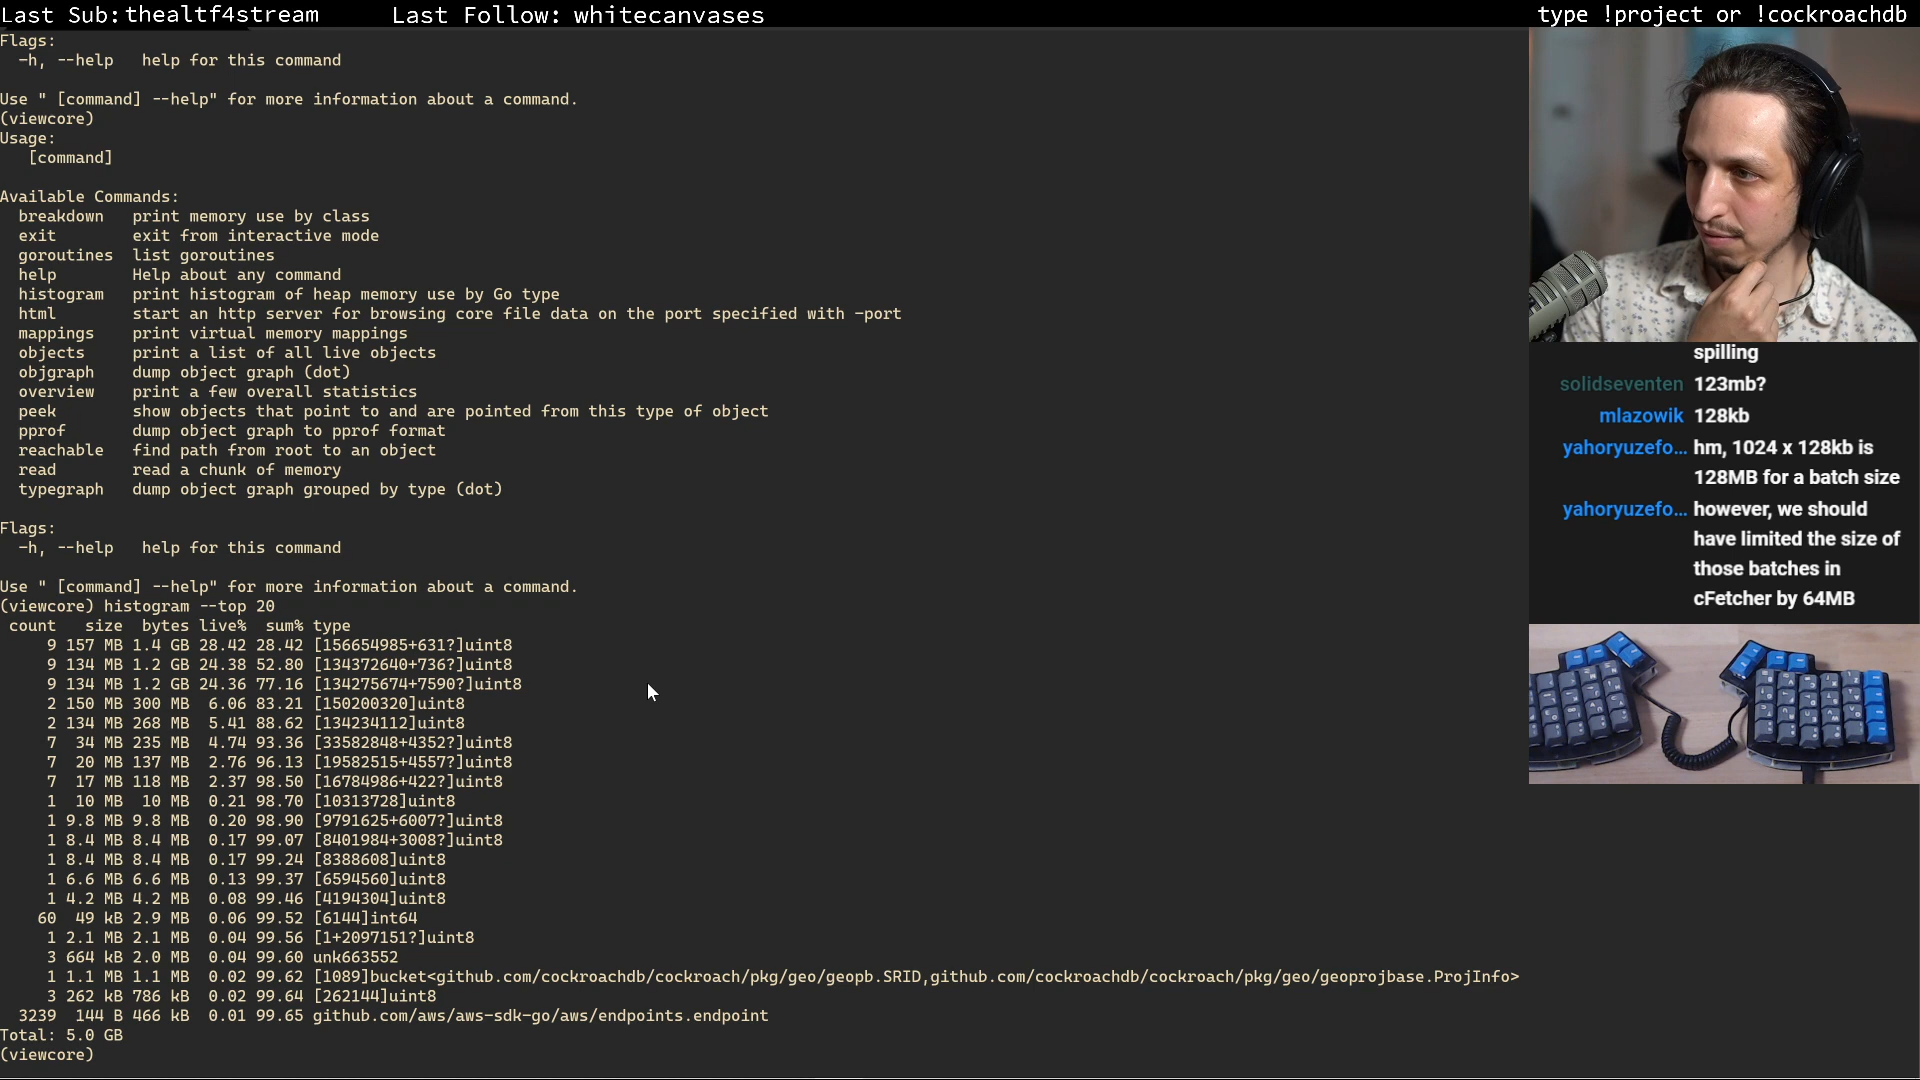 Last Sub:thealtf4stream Last Follow: whitecanvases type !project or !cockroachdb
Flags:
  -h, --help   help for this command
Use " [command] --help" for more information about a command.
(viewcore)
Usage:
   [command]
Available Commands:
  breakdown   print memory use by class
  exit        exit from interactive mode
  goroutines  list goroutines
  help        Help about any command
  histogram   print histogram of heap memory use by Go type
  html        start an http server for browsing core file data on the port specified with -port
  mappings    print virtual memory mappings
  objects     print a list of all live objects
  objgraph    dump object graph (dot)
  overview    print a few overall statistics
  peek        show objects that point to and are pointed from this type of object
  pprof       dump object graph to pprof format
  reachable   find path from root to an object
  read        read a chunk of memory
  typegraph   dump object graph grouped by type (dot)
Flags:
  -h, --help   help for this command
Use " [command] --help" for more information about a command.
(viewcore) histogram --top 20
 count   size  bytes live%  sum% type
     9 157 MB 1.4 GB 28.42 28.42 [156654985+631?]uint8
     9 134 MB 1.2 GB 24.38 52.80 [134372640+736?]uint8
     9 134 MB 1.2 GB 24.36 77.16 [134275674+7590?]uint8
     2 150 MB 300 MB  6.06 83.21 [150200320]uint8
     2 134 MB 268 MB  5.41 88.62 [134234112]uint8
     7  34 MB 235 MB  4.74 93.36 [33582848+4352?]uint8
     7  20 MB 137 MB  2.76 96.13 [19582515+4557?]uint8
     7  17 MB 118 MB  2.37 98.50 [16784986+422?]uint8
     1  10 MB  10 MB  0.21 98.70 [10313728]uint8
     1 9.8 MB 9.8 MB  0.20 98.90 [9791625+6007?]uint8
     1 8.4 MB 8.4 MB  0.17 99.07 [8401984+3008?]uint8
     1 8.4 MB 8.4 MB  0.17 99.24 [8388608]uint8
     1 6.6 MB 6.6 MB  0.13 99.37 [6594560]uint8
     1 4.2 MB 4.2 MB  0.08 99.46 [4194304]uint8
    60  49 kB 2.9 MB  0.06 99.52 [6144]int64
     1 2.1 MB 2.1 MB  0.04 99.56 [1+2097151?]uint8
     3 664 kB 2.0 MB  0.04 99.60 unk663552
     1 1.1 MB 1.1 MB  0.02 99.62 [1089]bucket<github.com/cockroachdb/cockroach/pkg/geo/geopb.SRID,github.com/cockroachdb/cockroach/pkg/geo/geoprojbase.ProjInfo>
     3 262 kB 786 kB  0.02 99.64 [262144]uint8
  3239  144 B 466 kB  0.01 99.65 github.com/aws/aws-sdk-go/aws/endpoints.endpoint
Total: 5.0 GB
(viewcore)
spilling
solidseventen 123mb?
mlazowik 128kb
yahoryuzefo… hm, 1024 x 128kb is
128MB for a batch size
yahoryuzefo… however, we should
have limited the size of
those batches in
cFetcher by 64MB